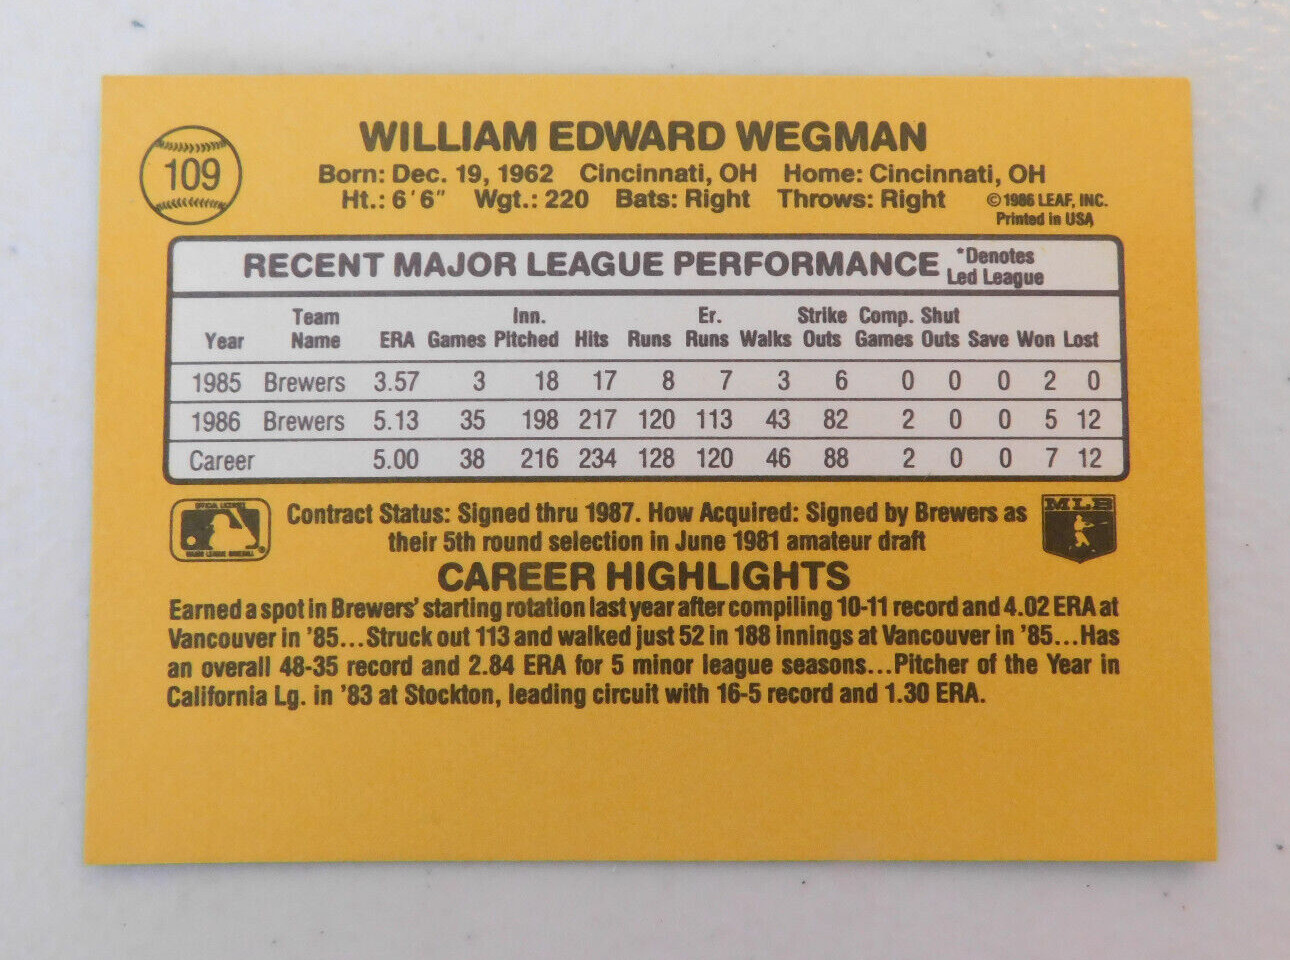 109
WILLIAM EDWARD WEGMAN
Born: Dec. 19, 1962 Cincinnati, OH Home: Cincinnati, OH
Ht.: 6'6" Wgt.: 220 Bats: Right Throws: Right
©1986 LEAF, INC.
Printed in USA
RECENT MAJOR LEAGUE PERFORMANCE
*Denotes
Led League
Year Team Name ERA Games Inn. Pitched Hits Runs Er. Runs Walks Strike Outs Comp. Games Shut Outs Save Won Lost
1985 Brewers 3.57 3 18 17 8 7 3 6 0 0 0 2 0
1986 Brewers 5.13 35 198 217 120 113 43 82 2 0 0 5 12
Career 5.00 38 216 234 128 120 46 88 2 0 0 7 12
Contract Status: Signed thru 1987. How Acquired: Signed by Brewers as
their 5th round selection in June 1981 amateur draft
MLB
CAREER HIGHLIGHTS
Earned a spot in Brewers' starting rotation last year after compiling 10-11 record and 4.02 ERA at
Vancouver in '85...Struck out 113 and walked just 52 in 188 innings at Vancouver in '85...Has
an overall 48-35 record and 2.84 ERA for 5 minor league seasons...Pitcher of the Year in
California Lg. in '83 at Stockton, leading circuit with 16-5 record and 1.30 ERA.